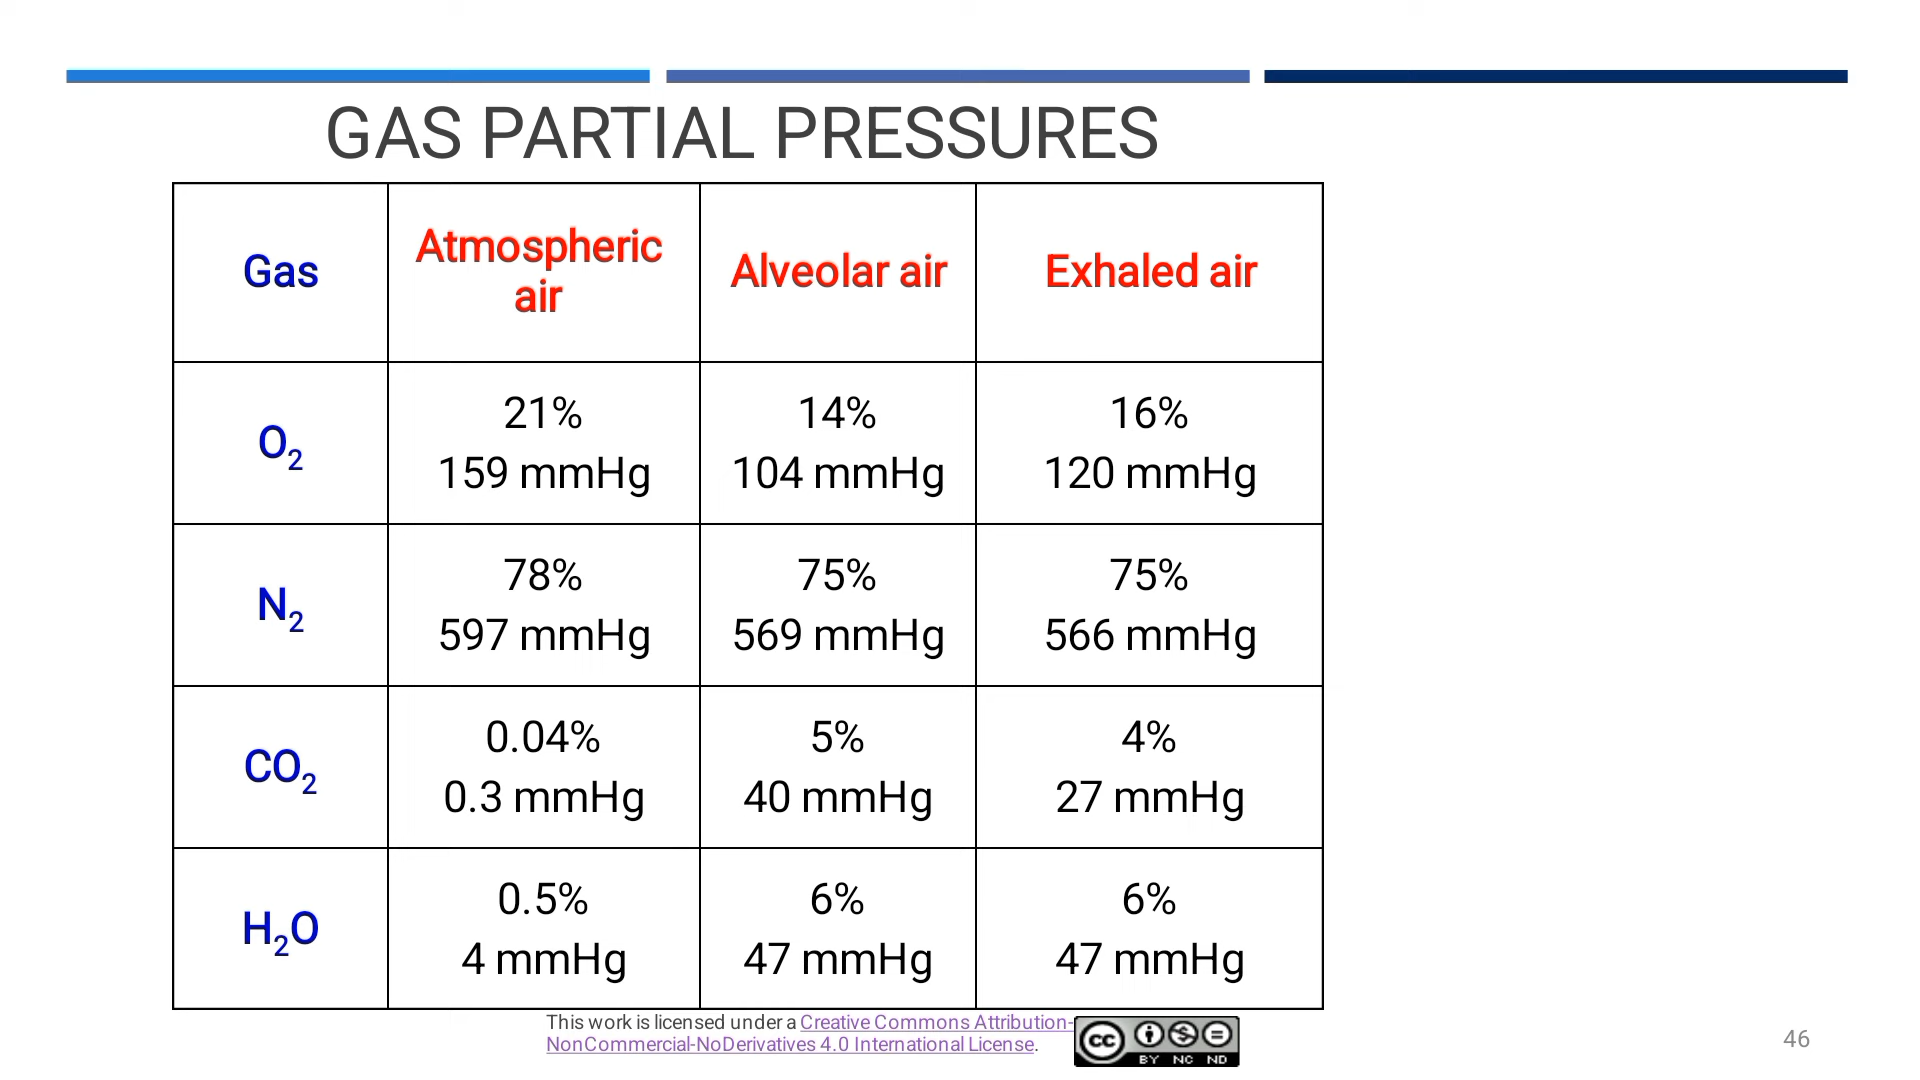 GAS PARTIAL PRESSURES
Gas
Atmospheric
air
Alveolar air
Exhaled air
O₂
21%
159 mmHg
14%
104 mmHg
16%
120 mmHg
N₂
78%
597 mmHg
75%
569 mmHg
75%
566 mmHg
CO₂
0.04%
0.3 mmHg
5%
40 mmHg
4%
27 mmHg
H₂O
0.5%
4 mmHg
6%
47 mmHg
6%
47 mmHg
This work is licensed under a Creative Commons Attribution-
NonCommercial-NoDerivatives 4.0 International License.
cc
BY NC ND
46